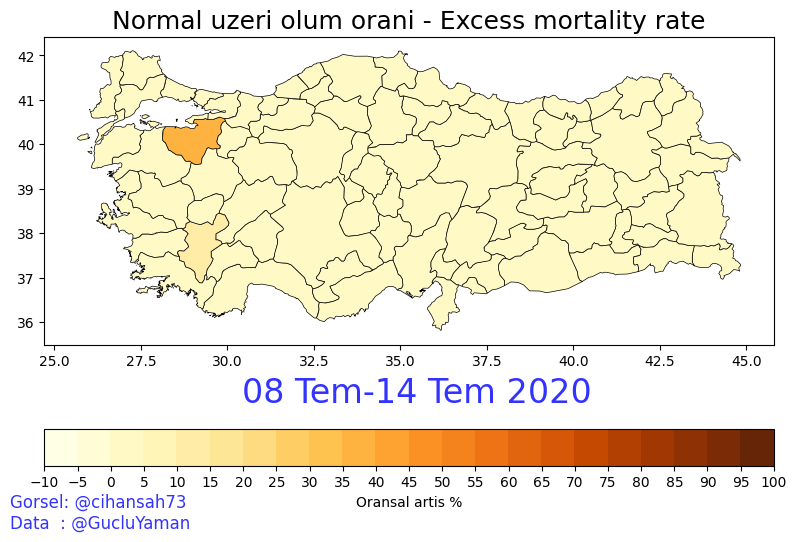 Normal uzeri olum orani - Excess mortality rate
42
41
40
39
38
37
36
25.0 27.5 30.0 32.5 35.0 37.5 40.0 42.5 45.0
08 Tem-14 Tem 2020
−10 −5 0 5 10 15 20 25 30 35 40 45 50 55 60 65 70 75 80 85 90 95 100
Oransal artis %
Gorsel: @cihansah73
Data : @GucluYaman